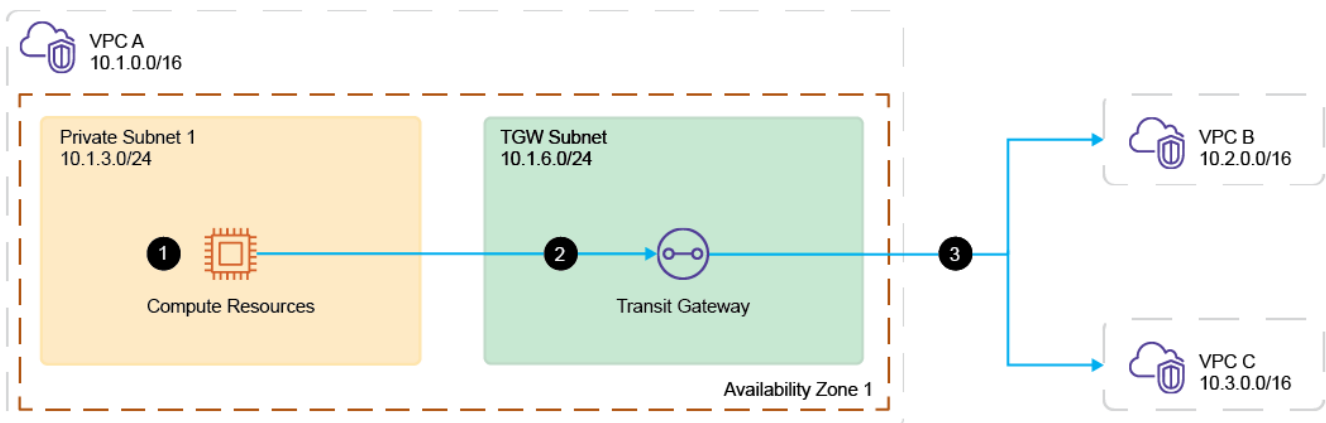 VPC A
10.1.0.0/16
Private Subnet 1
10.1.3.0/24
TGW Subnet
10.1.6.0/24
1
2
3
Compute Resources
Transit Gateway
Availability Zone 1
VPC B
10.2.0.0/16
VPC C
10.3.0.0/16